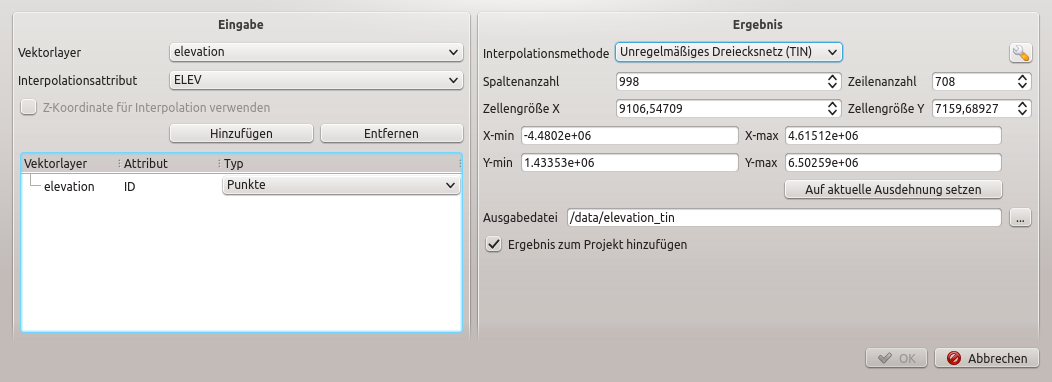 Eingabe
Vektorlayer elevation
Interpolationsattribut ELEV
Z-Koordinate für Interpolation verwenden
Hinzufügen Entfernen
Vektorlayer Attribut Typ
elevation ID Punkte
Ergebnis
Interpolationsmethode Unregelmäßiges Dreiecksnetz (TIN)
Spaltenanzahl 998 Zeilenanzahl 708
Zellengröße X 9106,54709 Zellengröße Y 7159,68927
X-min -4.4802e+06 X-max 4.61512e+06
Y-min 1.43353e+06 Y-max 6.50259e+06
Auf aktuelle Ausdehnung setzen
Ausgabedatei /data/elevation_tin ...
Ergebnis zum Projekt hinzufügen
OK Abbrechen